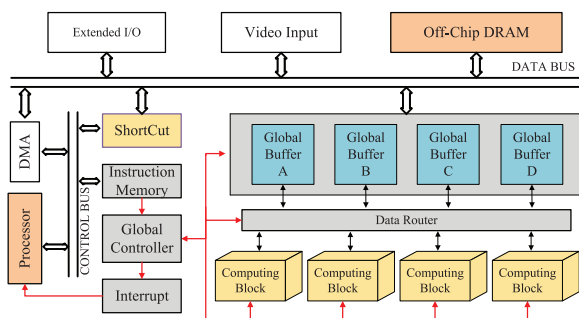 Extended I/O
Video Input
Off-Chip DRAM
DATA BUS
DMA
ShortCut
Instruction
Memory
CONTROL BUS
Processor
Global
Controller
Interrupt
Global
Buffer
A
Global
Buffer
B
Global
Buffer
C
Global
Buffer
D
Data Router
Computing
Block
Computing
Block
Computing
Block
Computing
Block